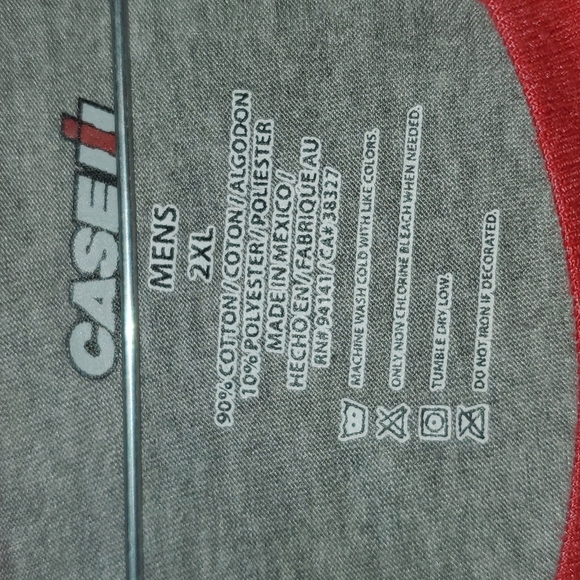 CASE IH
MENS
2XL
90% COTTON/COTON/ALGODON
10% POLYESTER/POLIESTER
MADE IN MEXICO/
HECHO EN/FABRIQUE AU
RN# 94141/CA# 38327
MACHINE WASH COLD WITH LIKE COLORS.
ONLY NON CHLORINE BLEACH WHEN NEEDED.
TUMBLE DRY LOW.
DO NOT IRON IF DECORATED.